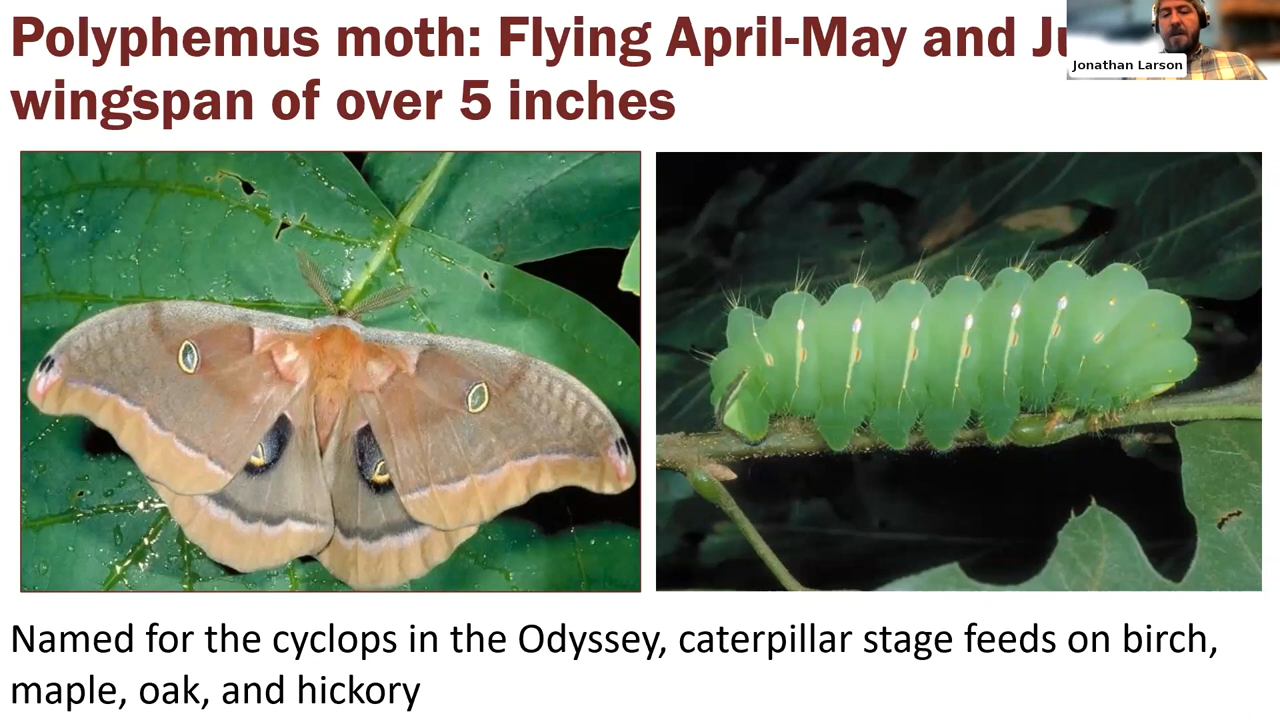 Polyphemus moth: Flying April-May and
wingspan of over 5 inches
Jonathan Larson
Named for the cyclops in the Odyssey, caterpillar stage feeds on birch,
maple, oak, and hickory